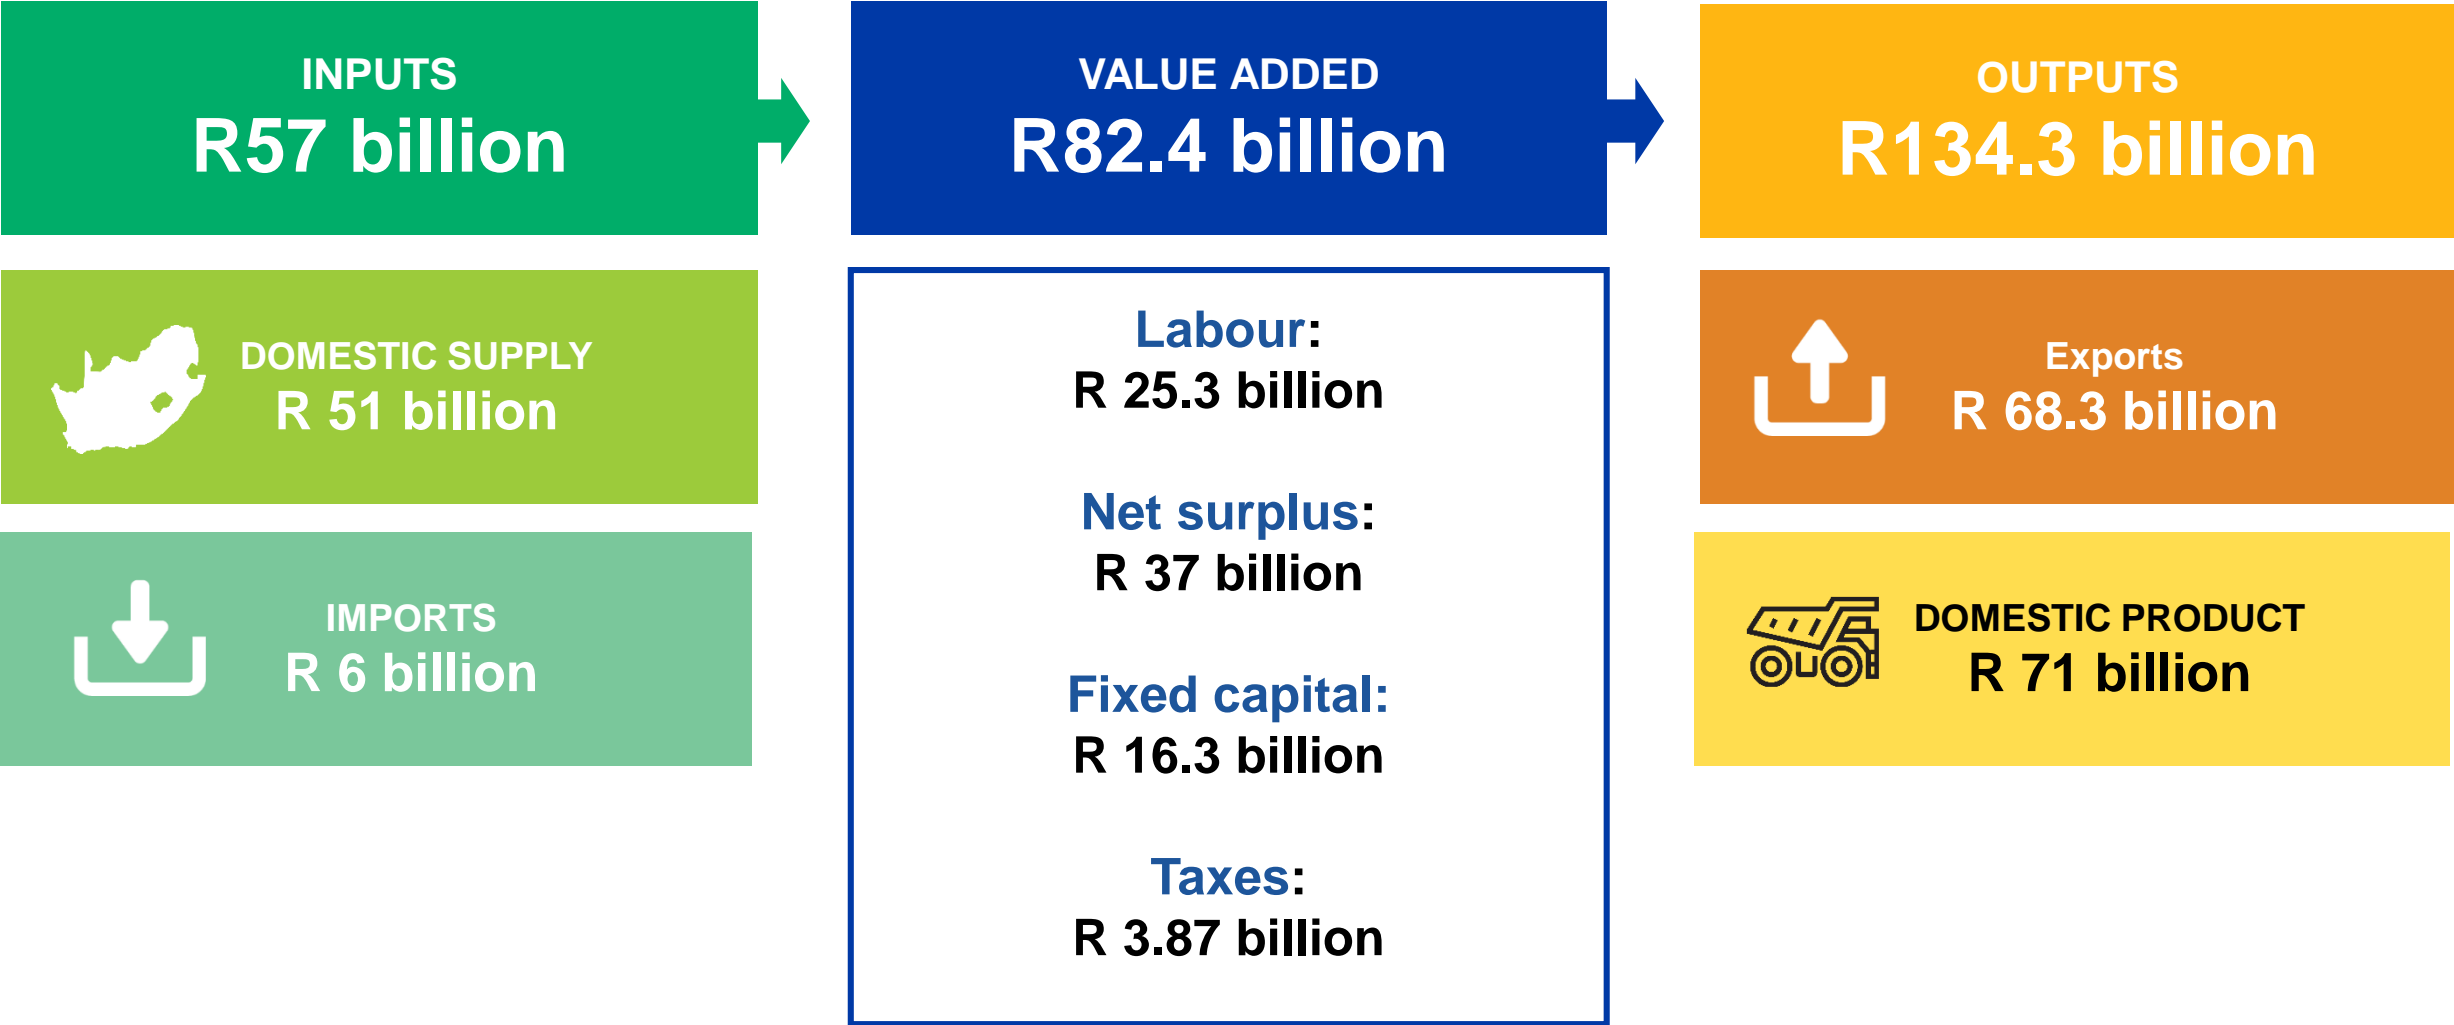 INPUTS
R57 billion
DOMESTIC SUPPLY
R 51 billion
IMPORTS
R 6 billion
VALUE ADDED
R82.4 billion
Labour:
R 25.3 billion
Net surplus:
R 37 billion
Fixed capital:
R 16.3 billion
Taxes:
R 3.87 billion
OUTPUTS
R134.3 billion
Exports
R 68.3 billion
DOMESTIC PRODUCT
R 71 billion